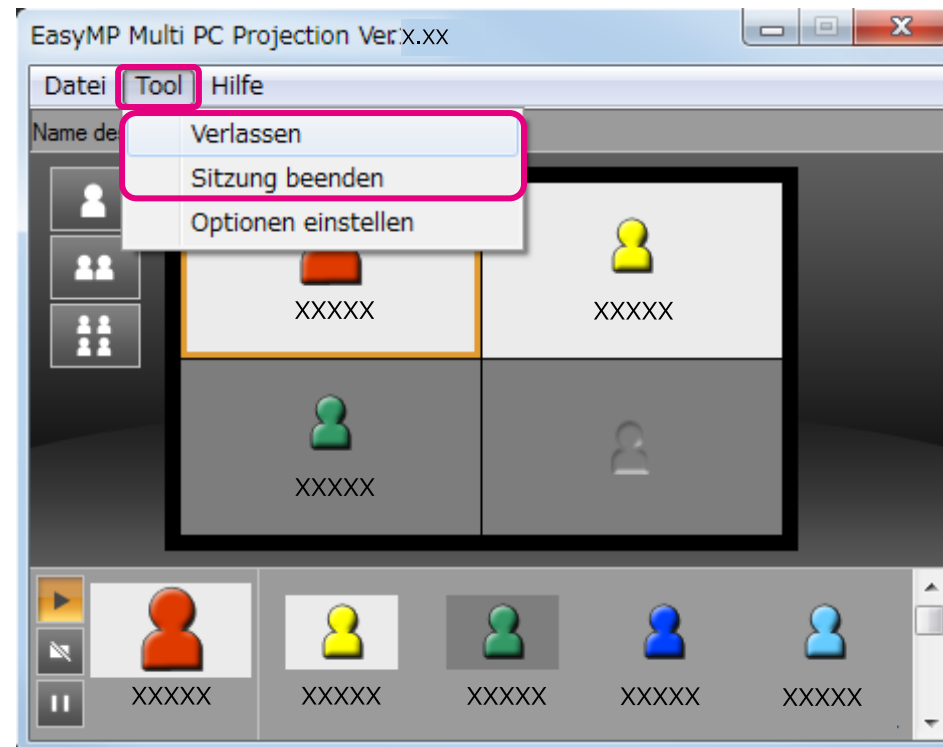 EasyMP Multi PC Projection Ver.x.xx
Datei Tool Hilfe
Name des
Verlassen
Sitzung beenden
Optionen einstellen
XXXXX XXXXX
XXXXX
XXXXX XXXXX XXXXX XXXXX XXXXX